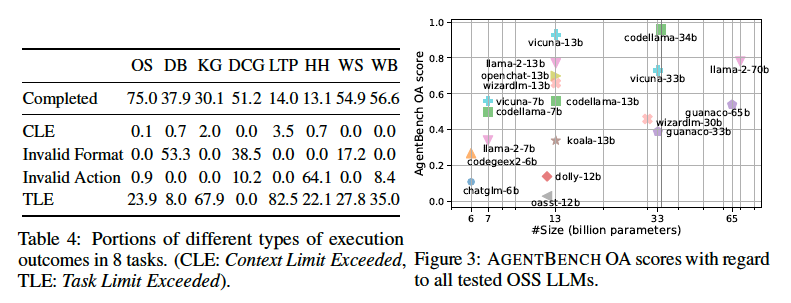 OS DB KG DCG LTP HH WS WB
Completed 75.0 37.9 30.1 51.2 14.0 13.1 54.9 56.6
CLE 0.1 0.7 2.0 0.0 3.5 0.7 0.0 0.0
Invalid Format 0.0 53.3 0.0 38.5 0.0 0.0 17.2 0.0
Invalid Action 0.9 0.0 0.0 10.2 0.0 64.1 0.0 8.4
TLE 23.9 8.0 67.9 0.0 82.5 22.1 27.8 35.0
Table 4: Portions of different types of execution
outcomes in 8 tasks. (CLE: Context Limit Exceeded,
TLE: Task Limit Exceeded).
AgentBench OA score
1.0
0.8
0.6
0.4
0.2
0.0
vicuna-13b
codellama-34b
llama-2-13b
openchat-13b
wizardlm-13b
vicuna-33b
llama-2-70b
vicuna-7b
codellama-7b
codellama-13b
guanaco-65b
wizardlm-30b
guanaco-33b
llama-2-7b
koala-13b
codegeex2-6b
chatglm-6b
dolly-12b
oasst-12b
6 7 13 33 65
#Size (billion parameters)
Figure 3: AGENTBENCH OA scores with regard
to all tested OSS LLMs.